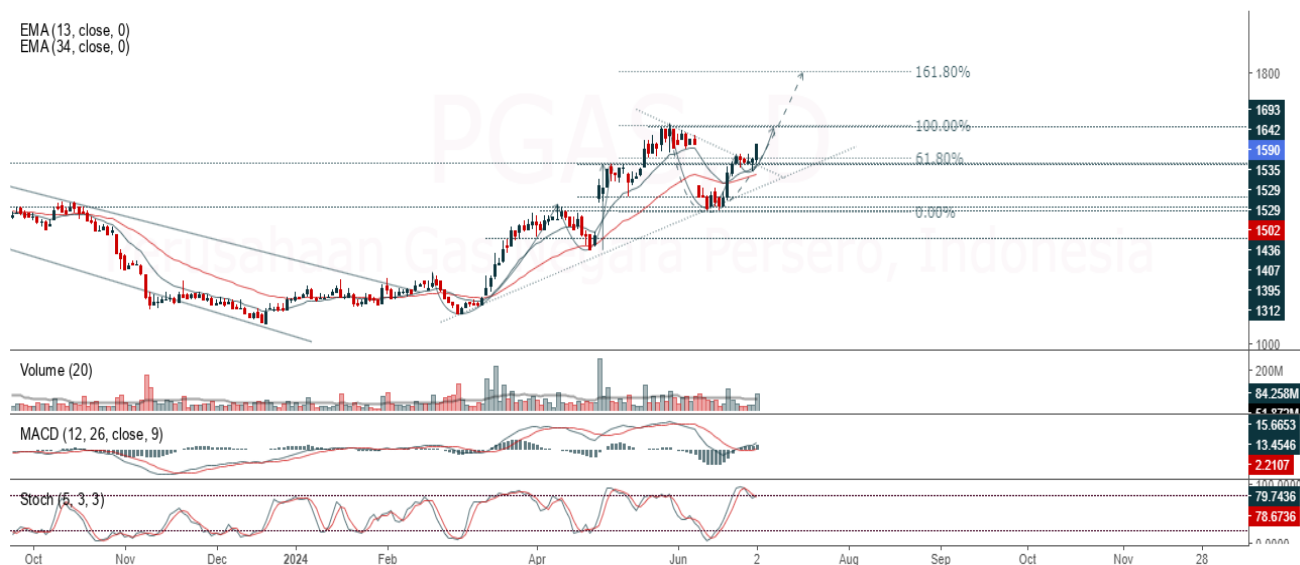 EMA (13, close, 0)
EMA (34, close, 0)
PGAS, D
Perusahaan Gas Negara Persero, Indonesia
161.80%
100.00%
61.80%
0.00%
1800
1693
1642
1590
1535
1529
1529
1502
1436
1407
1395
1312
1000
Volume (20)
200M
84.258M
MACD (12, 26, close, 9)
15.6653
13.4546
2.2107
Stoch (5, 3, 3)
79.7436
78.6736
0.0000
Oct Nov Dec 2024 Feb Apr Jun 2 Aug Sep Oct Nov 28